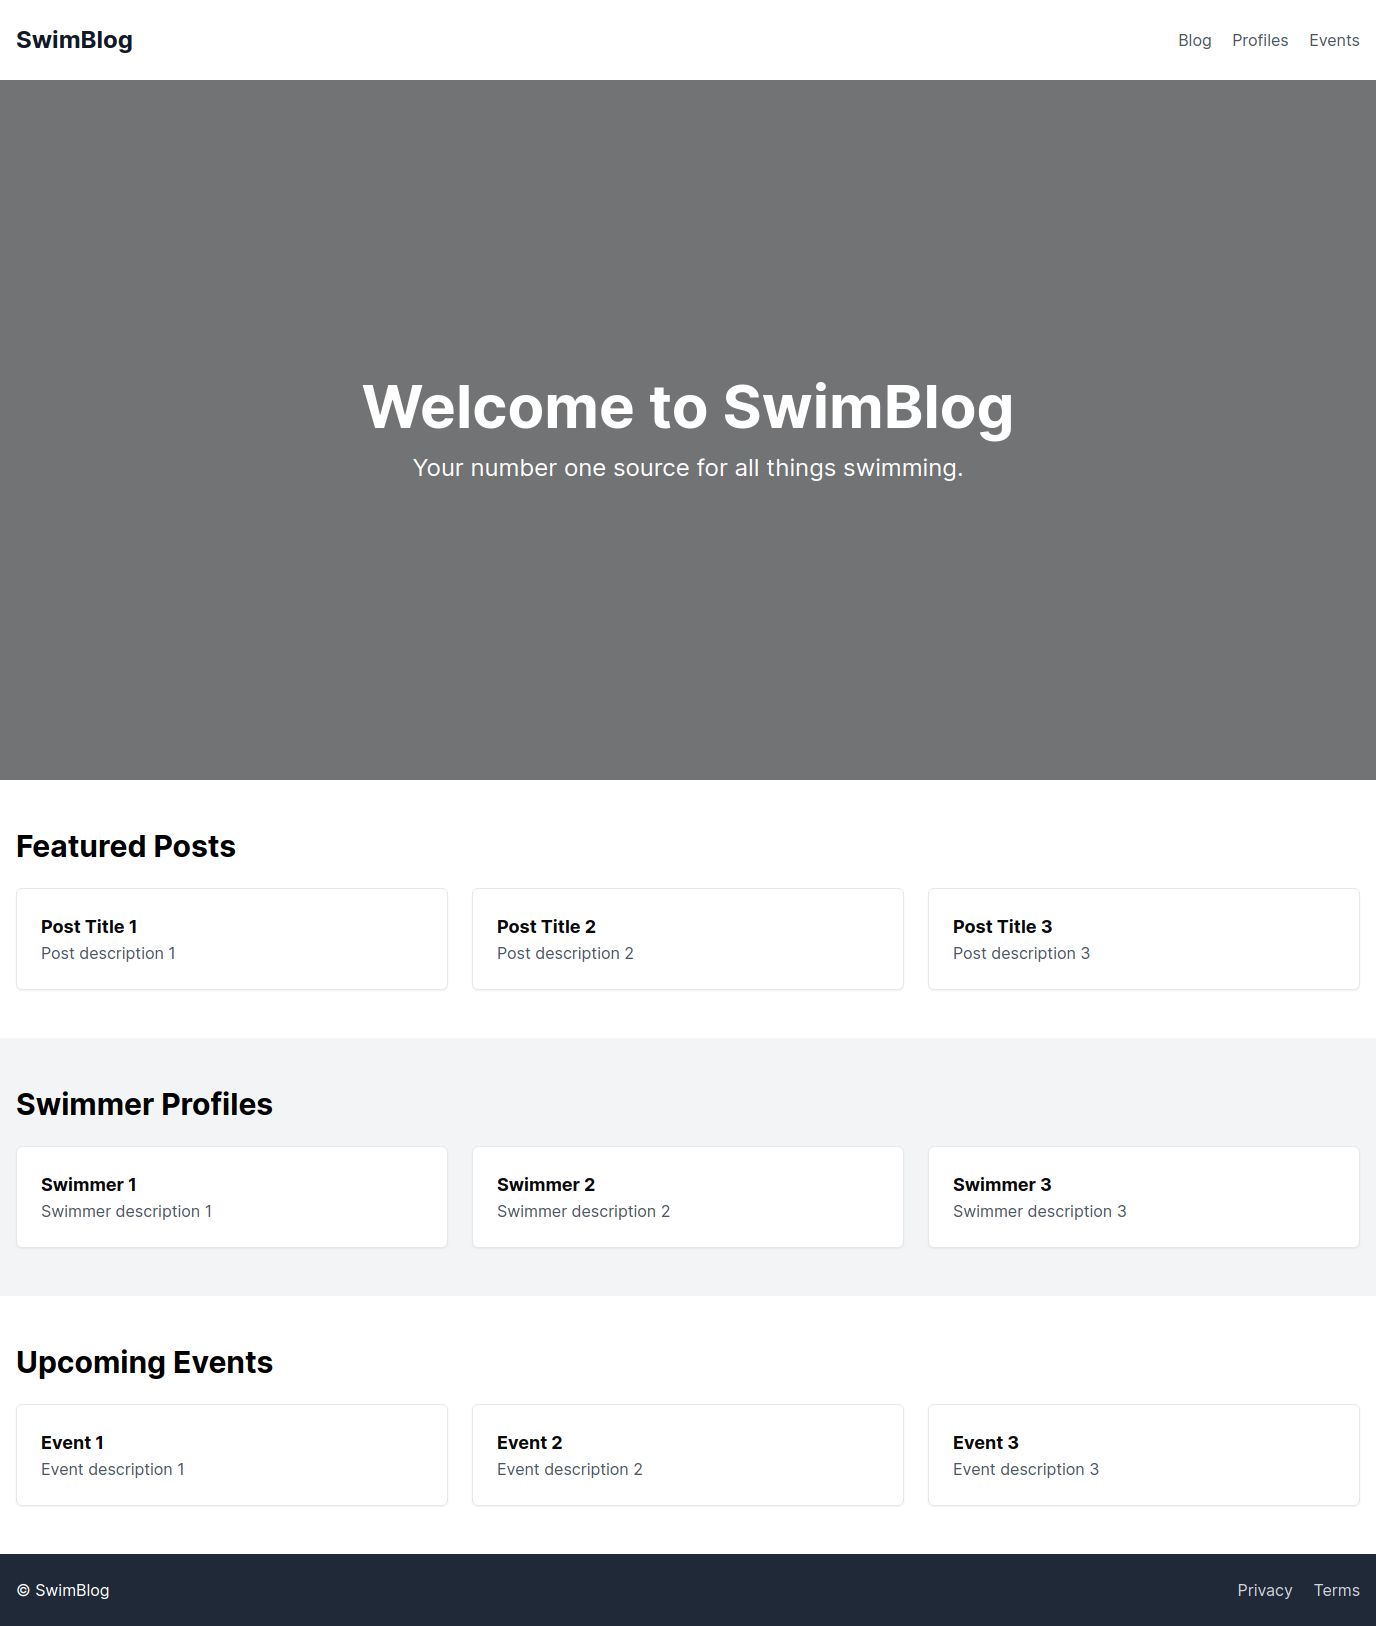 SwimBlog
Blog Profiles Events
Welcome to SwimBlog
Your number one source for all things swimming.
Featured Posts
Post Title 1
Post description 1
Post Title 2
Post description 2
Post Title 3
Post description 3
Swimmer Profiles
Swimmer 1
Swimmer description 1
Swimmer 2
Swimmer description 2
Swimmer 3
Swimmer description 3
Upcoming Events
Event 1
Event description 1
Event 2
Event description 2
Event 3
Event description 3
© SwimBlog
Privacy Terms